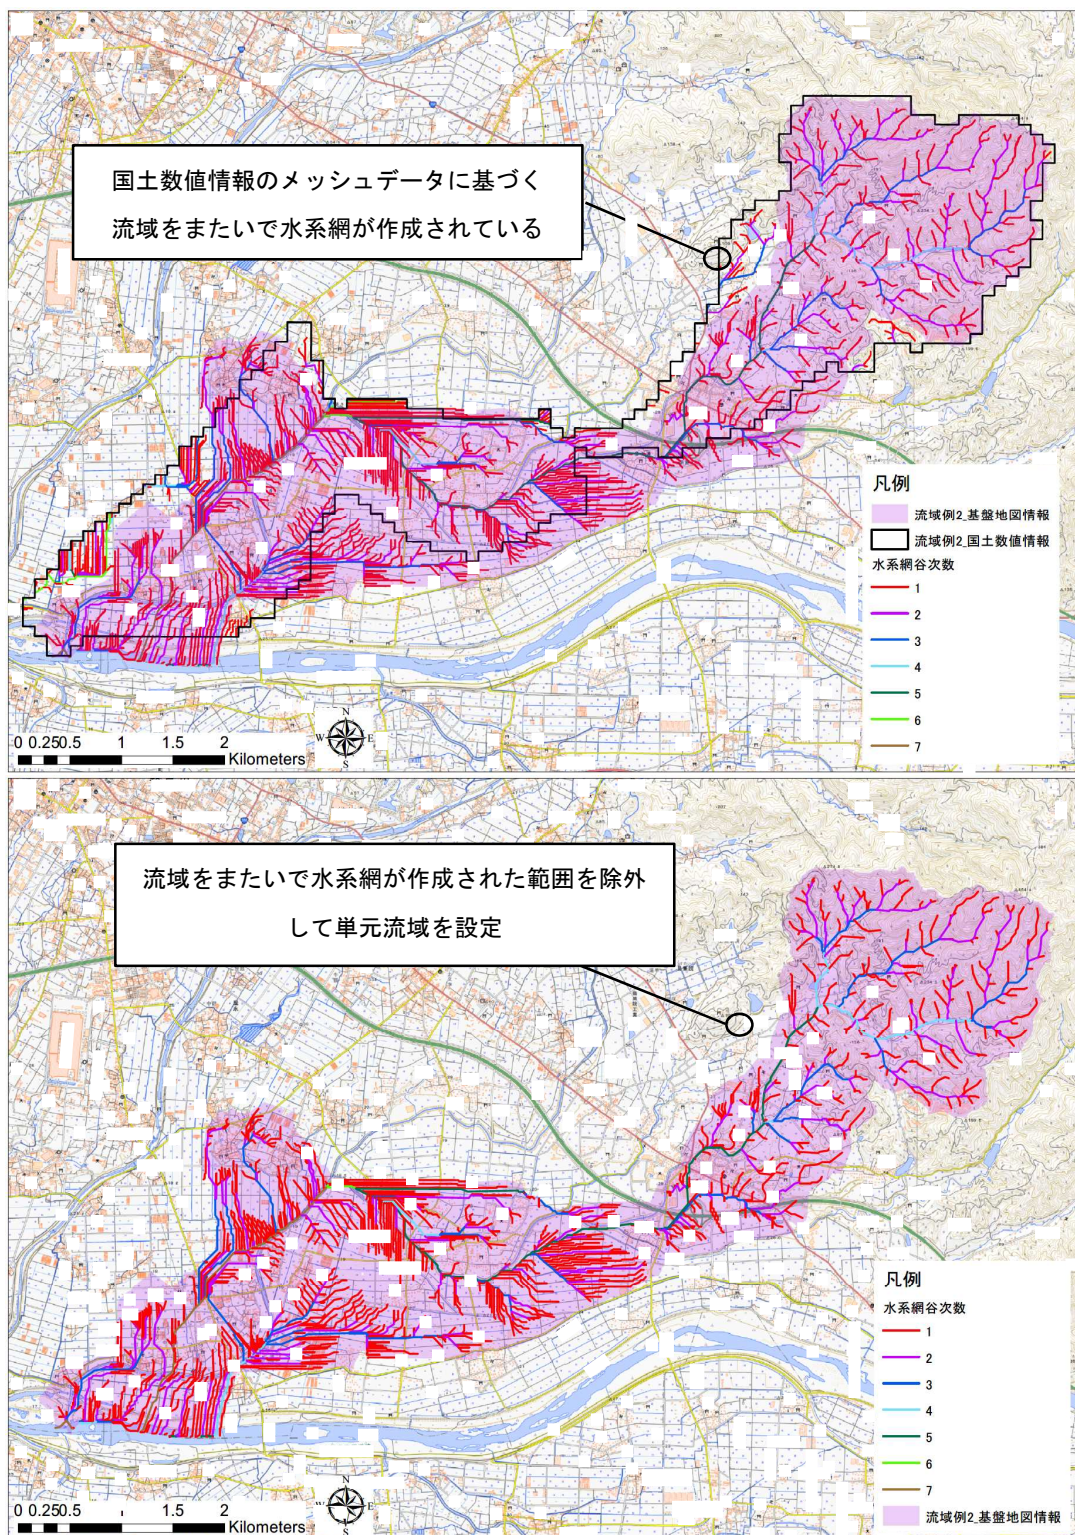 国土数値情報のメッシュデータに基づく
流域をまたいで水系網が作成されている
凡例
流域例2_基盤地図情報
流域例2_国土数値情報
水系網谷次数
1
2
3
4
5
6
7
N
W E
S
0 0.250.5 1 1.5 2
Kilometers
流域をまたいで水系網が作成された範囲を除外
して単元流域を設定
凡例
水系網谷次数
1
2
3
4
5
6
7
流域例2_基盤地図情報
N
W E
S
0 0.250.5 1 1.5 2
Kilometers